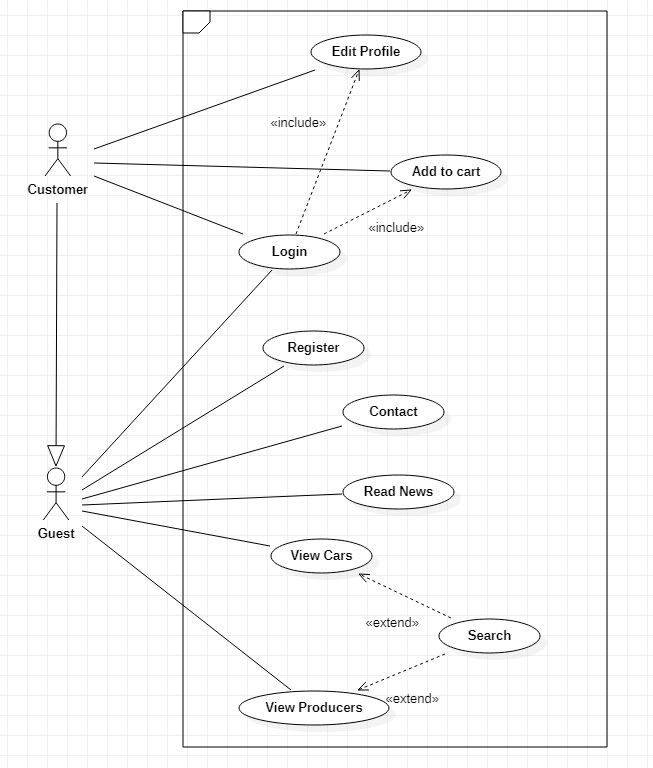 Edit Profile
«include»
Add to cart
Customer
«include»
Login
Register
Contact
Read News
Guest
View Cars
«extend»
Search
«extend»
View Producers